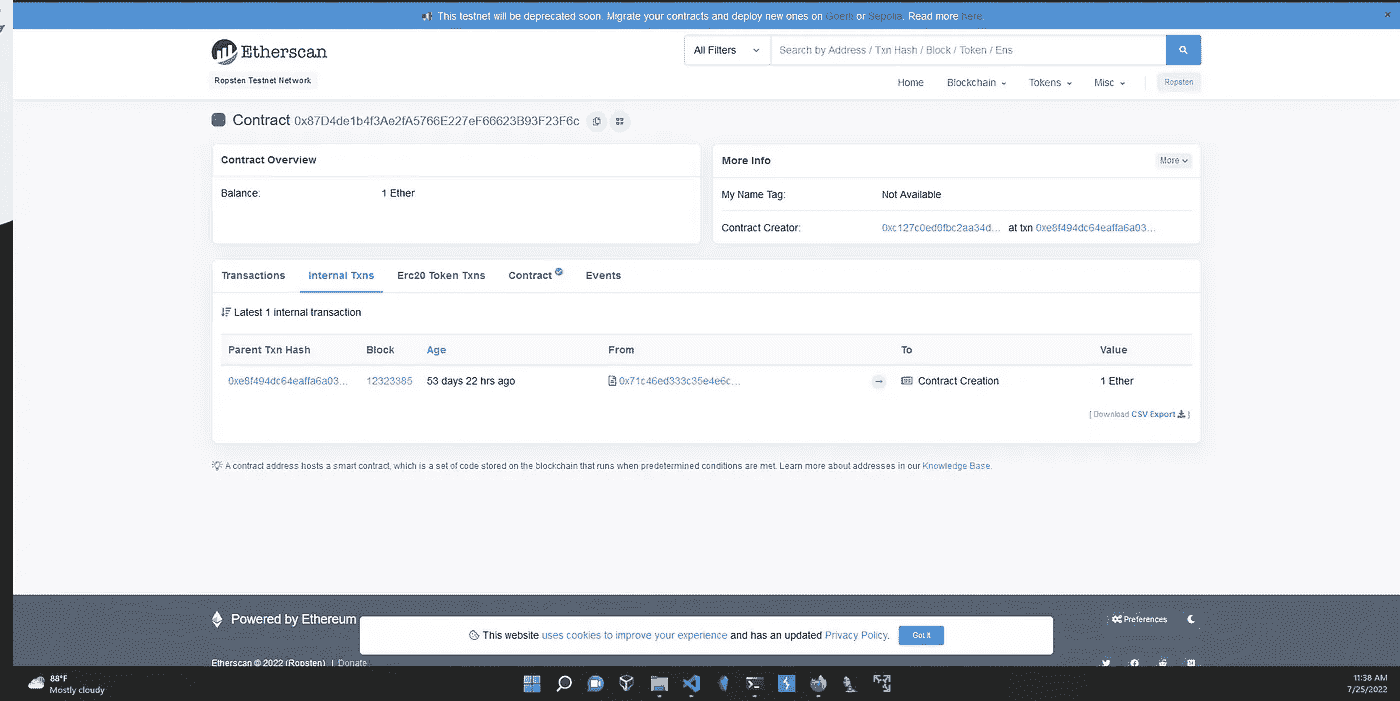 This testnet will be deprecated soon. Migrate your contracts and deploy new ones on Goerli or Sepolia. Read more here.
Etherscan
All Filters
Search by Address / Txn Hash / Block / Token / Ens
Ropsten Testnet Network
Home Blockchain Tokens Misc Ropsten
Contract 0x87D4de1b4f3Ae2fA5766E227eF66623B93F23F6c
Contract Overview
Balance: 1 Ether
More Info More
My Name Tag: Not Available
Contract Creator: 0xc127c0ed0fbc2aa34d... at txn 0xe8f494dc64eaffa6a03...
Transactions Internal Txns Erc20 Token Txns Contract Events
Latest 1 internal transaction
Parent Txn Hash Block Age From To Value
0xe8f494dc64eaffa6a03... 12323385 53 days 22 hrs ago 0x71c46ed333c35e4e6c... Contract Creation 1 Ether
[ Download CSV Export ]
A contract address hosts a smart contract, which is a set of code stored on the blockchain that runs when predetermined conditions are met. Learn more about addresses in our Knowledge Base.
Powered by Ethereum
Preferences
This website uses cookies to improve your experience and has an updated Privacy Policy. Got It
Etherscan © 2022 (Ropsten) | Donate
88°F
Mostly cloudy
11:38 AM
7/25/2022